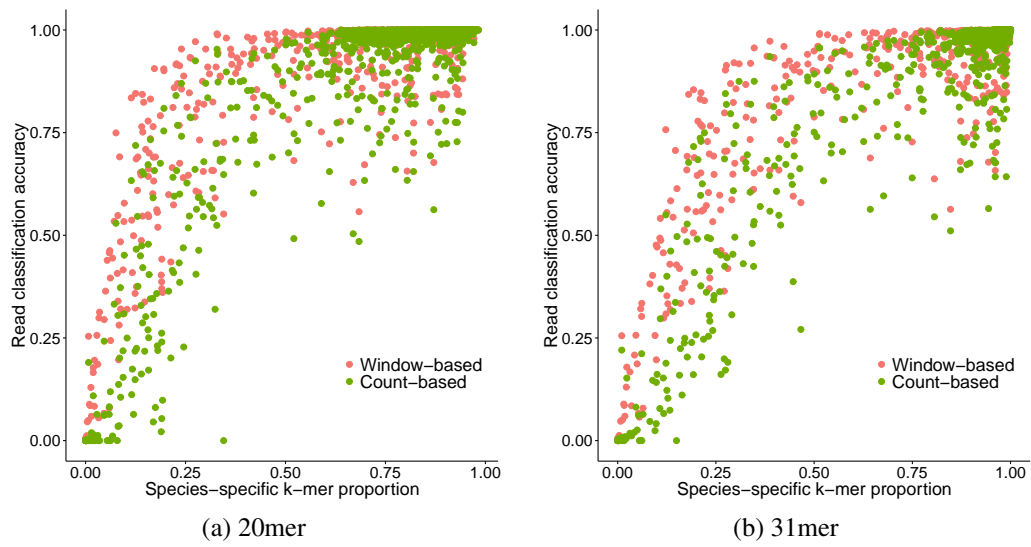 1.00
0.75
0.50
0.25
0.00
Read classification accuracy
Window−based
Count−based
0.00 0.25 0.50 0.75 1.00
Species−specific k−mer proportion
(a) 20mer
1.00
0.75
0.50
0.25
0.00
Read classification accuracy
Window−based
Count−based
0.00 0.25 0.50 0.75 1.00
Species−specific k−mer proportion
(b) 31mer